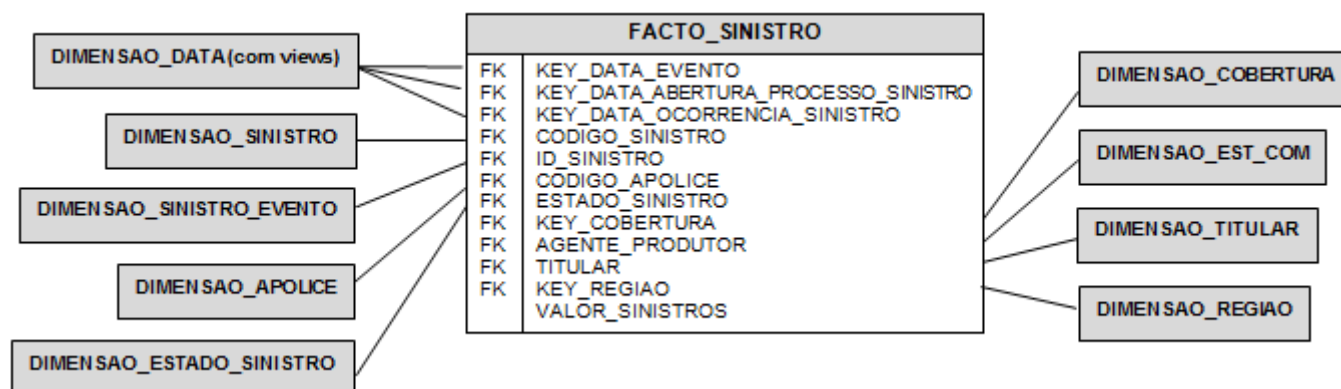 FACTO_SINISTRO
DIMENSAO_DATA(com views)
DIMENSAO_SINISTRO
DIMENSAO_SINISTRO_EVENTO
DIMENSAO_APOLICE
DIMENSAO_ESTADO_SINISTRO
FK KEY_DATA_EVENTO
FK KEY_DATA_ABERTURA_PROCESSO_SINISTRO
FK KEY_DATA_OCORRENCIA_SINISTRO
FK CODIGO_SINISTRO
FK ID_SINISTRO
FK CODIGO_APOLICE
FK ESTADO_SINISTRO
FK KEY_COBERTURA
FK AGENTE_PRODUTOR
FK TITULAR
FK KEY_REGIAO
VALOR_SINISTROS
DIMENSAO_COBERTURA
DIMENSAO_EST_COM
DIMENSAO_TITULAR
DIMENSAO_REGIAO